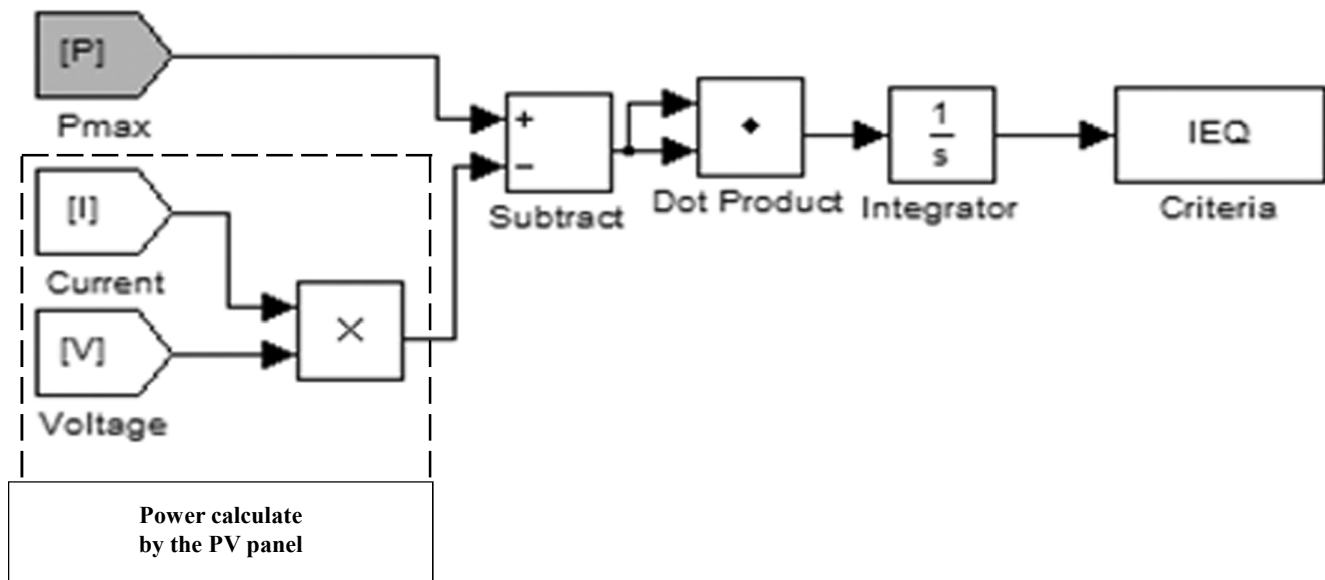 [P]
Pmax
[I]
Current
[V]
Voltage
×
+
−
Subtract
Dot Product
1
s
Integrator
IEQ
Criteria
Power calculate
by the PV panel